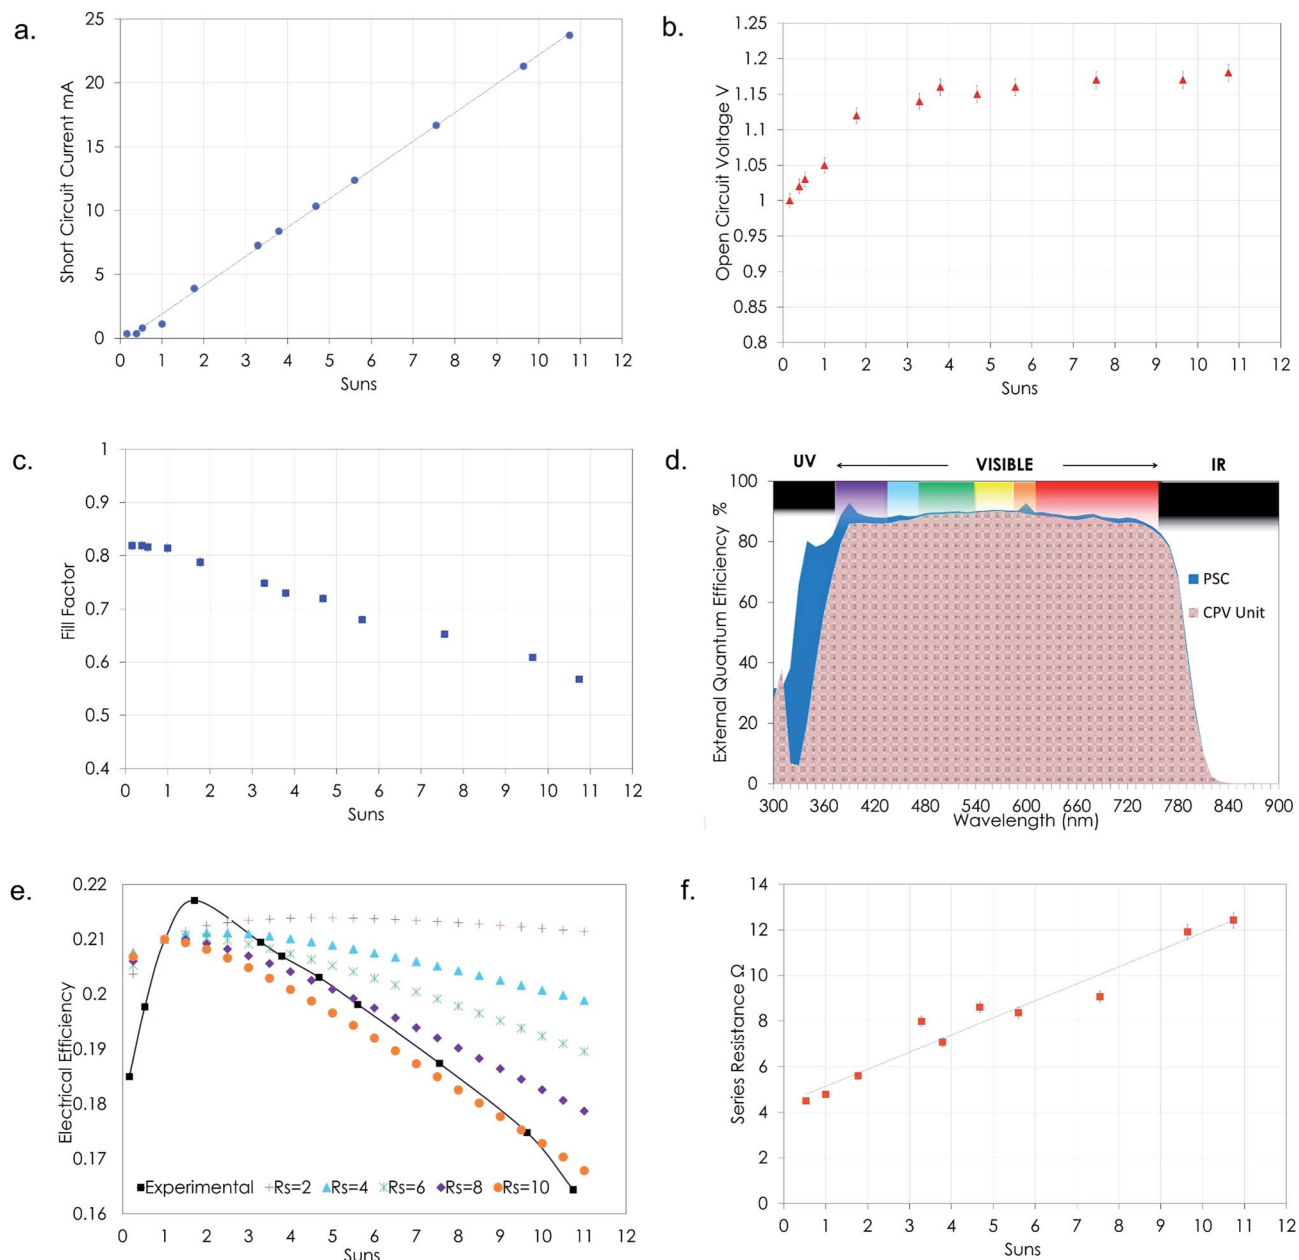 a.
25
20
15
10
5
0
Short Circuit Current mA
0 1 2 3 4 5 6 7 8 9 10 11 12
Suns
b.
1.25
1.2
1.15
1.1
1.05
1
0.95
0.9
0.85
0.8
Open Circuit Voltage V
0 1 2 3 4 5 6 7 8 9 10 11 12
Suns
c.
1
0.9
0.8
0.7
0.6
0.5
0.4
Fill Factor
0 1 2 3 4 5 6 7 8 9 10 11 12
Suns
d.
UV VISIBLE IR
100
80
60
40
20
0
External Quantum Efficiency %
PSC
CPV Unit
300 360 420 480 540 600 660 720 780 840 900
Wavelength (nm)
e.
0.22
0.21
0.2
0.19
0.18
0.17
0.16
Electrical Efficiency
Experimental Rs=2 Rs=4 Rs=6 Rs=8 Rs=10
0 1 2 3 4 5 6 7 8 9 10 11 12
Suns
f.
14
12
10
8
6
4
2
0
Series Resistance Ω
0 1 2 3 4 5 6 7 8 9 10 11 12
Suns